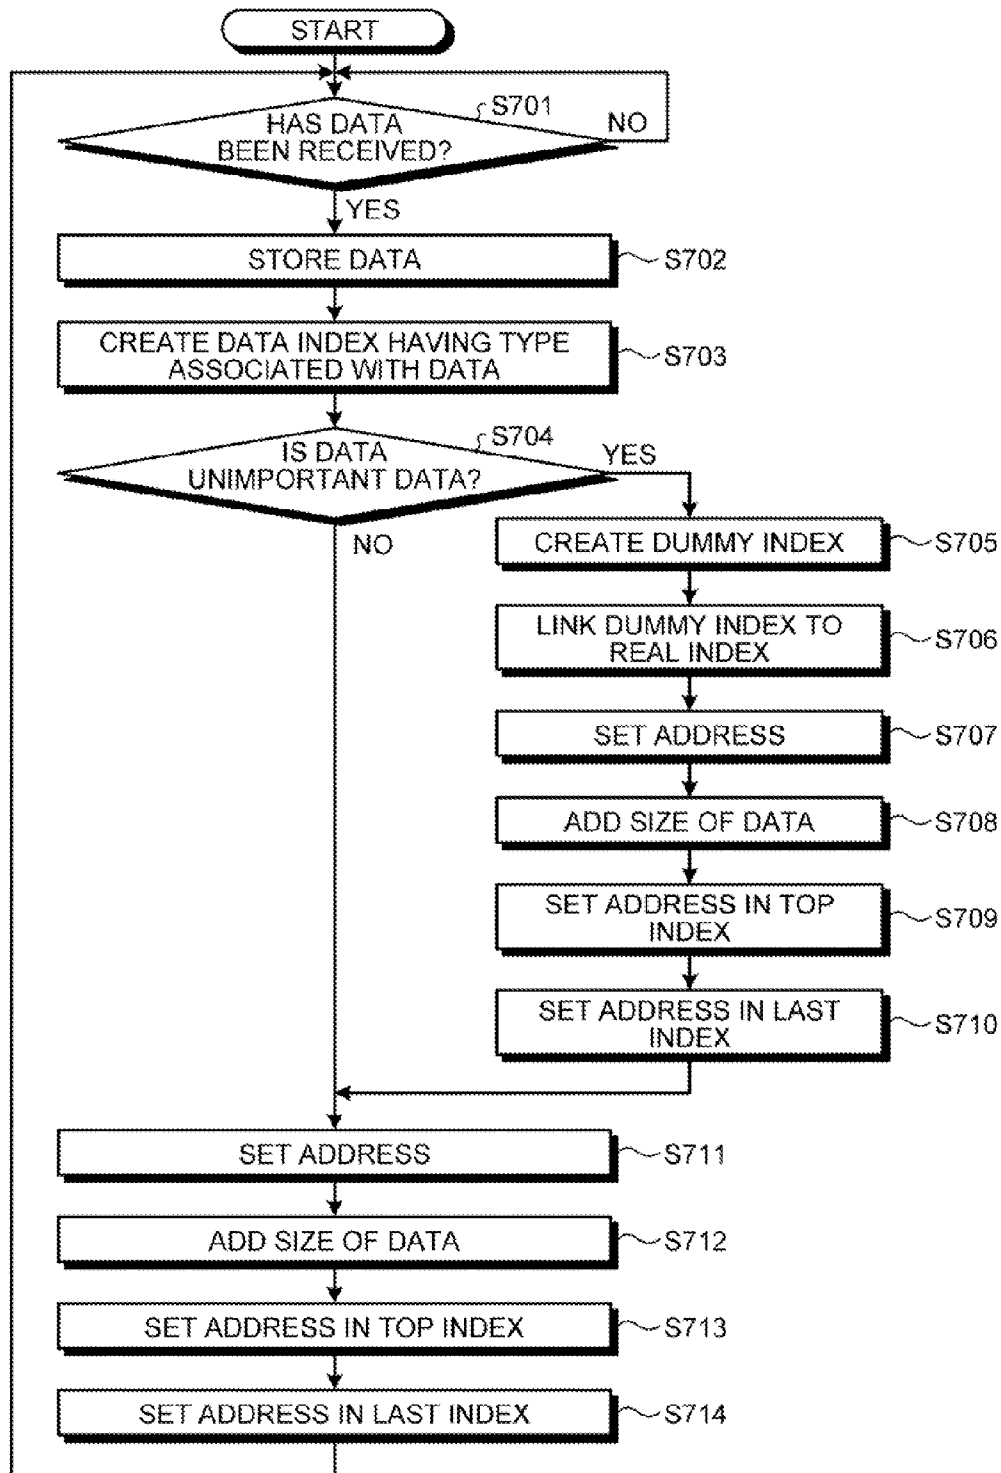 START
S701
HAS DATA
BEEN RECEIVED?
NO
YES
STORE DATA
S702
CREATE DATA INDEX HAVING TYPE
ASSOCIATED WITH DATA
S703
S704
IS DATA
UNIMPORTANT DATA?
YES
NO
CREATE DUMMY INDEX
S705
LINK DUMMY INDEX TO
REAL INDEX
S706
SET ADDRESS
S707
ADD SIZE OF DATA
S708
SET ADDRESS IN TOP
INDEX
S709
SET ADDRESS IN LAST
INDEX
S710
SET ADDRESS
S711
ADD SIZE OF DATA
S712
SET ADDRESS IN TOP INDEX
S713
SET ADDRESS IN LAST INDEX
S714